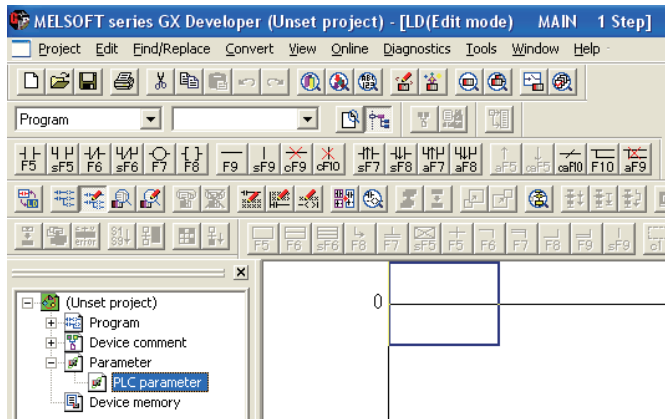 MELSOFT series GX Developer (Unset project) - [LD(Edit mode) MAIN 1 Step]
Project Edit Find/Replace Convert View Online Diagnostics Tools Window Help
Program
F5 sF5 F6 sF6 F7 F8 F9 sF9 cF9 cF10 sF7 sF8 aF7 aF8 aF5 caF5 caF10 F10 aF9
error
F5 F6 sF6 F8 F7 sF5 F5 F6 F7 F8 F9 sF9
(Unset project)
Program
Device comment
Parameter
PLC parameter
Device memory
0